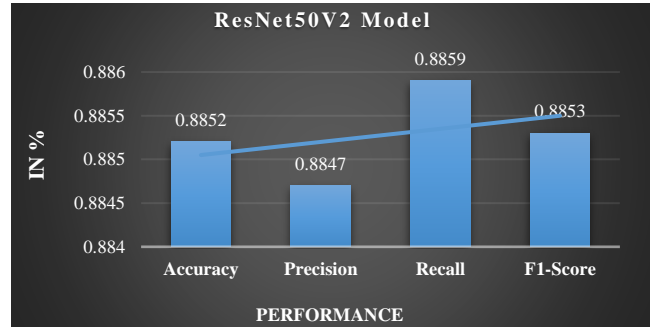 ResNet50V2 Model
IN %
0.886
0.8855
0.885
0.8845
0.884
0.8852
0.8847
0.8859
0.8853
Accuracy Precision Recall F1-Score
PERFORMANCE